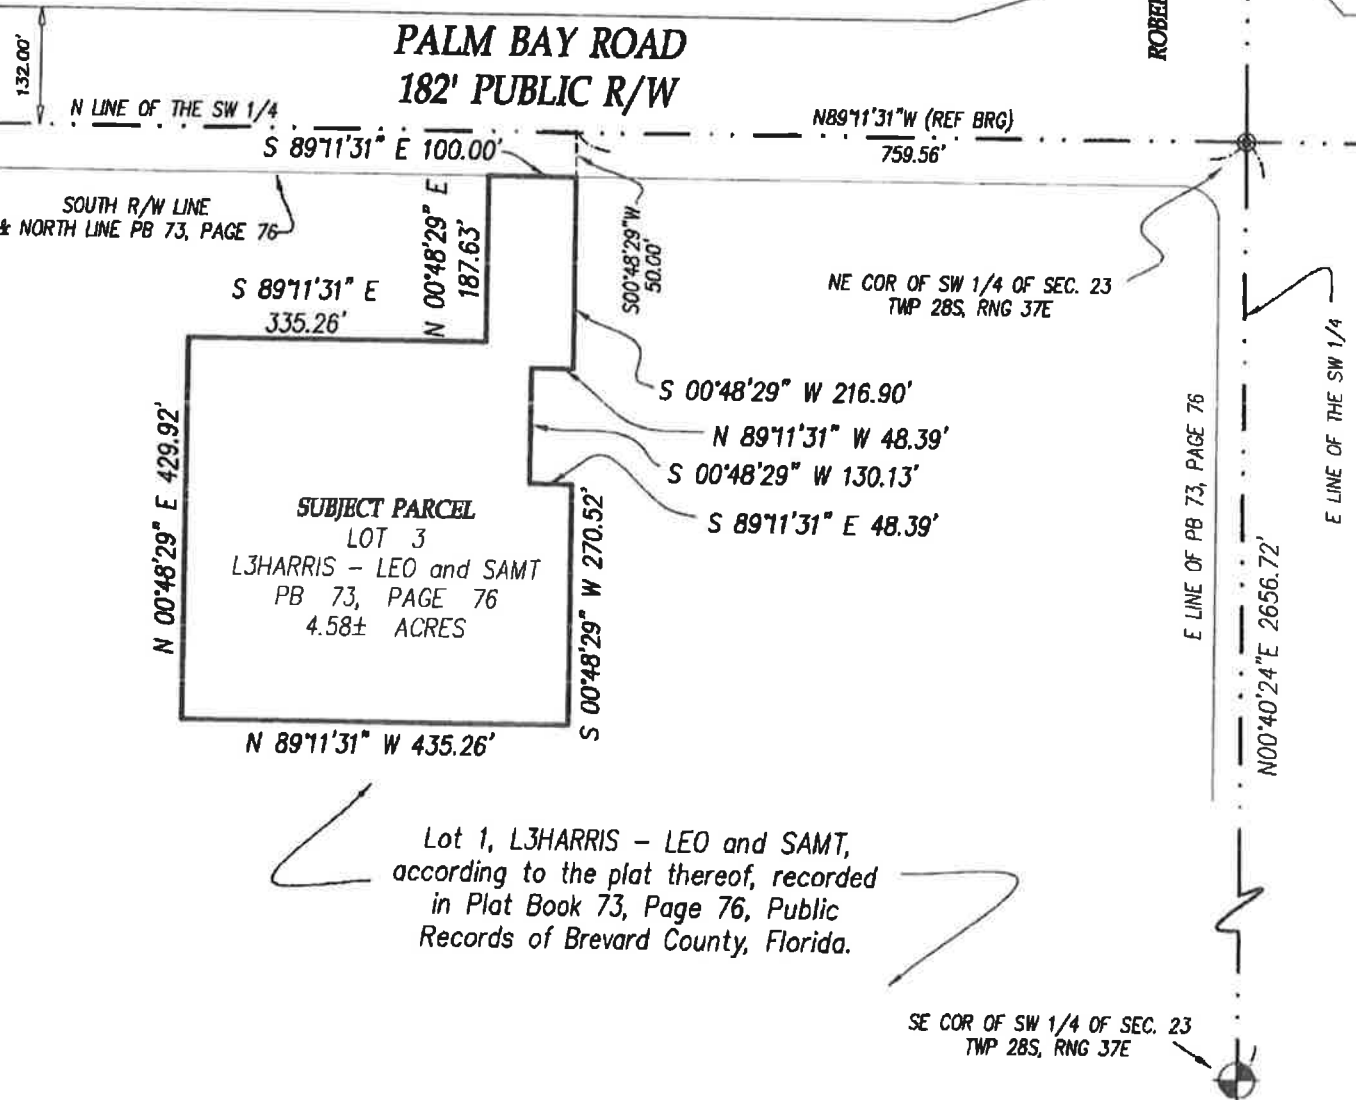 132.00'
PALM BAY ROAD
182' PUBLIC R/W
ROBE
N LINE OF THE SW 1/4
N89°11'31"W (REF BRG)
759.56'
S 89°11'31" E 100.00'
SOUTH R/W LINE
& NORTH LINE PB 73, PAGE 76
N 00°48'29" E
187.63'
S00°48'29"W
50.00'
S 89°11'31" E
335.26'
NE COR OF SW 1/4 OF SEC. 23
TWP 28S, RNG 37E
E LINE OF THE SW 1/4
S 00°48'29" W 216.90'
N 89°11'31" W 48.39'
S 00°48'29" W 130.13'
S 89°11'31" E 48.39'
E LINE OF PB 73, PAGE 76
N 00°48'29" E 429.92'
SUBJECT PARCEL
LOT 3
L3HARRIS - LEO and SAMT
PB 73, PAGE 76
4.58± ACRES
S 00°48'29" W 270.52'
N00°40'24"E 2656.72'
N 89°11'31" W 435.26'
Lot 1, L3HARRIS - LEO and SAMT,
according to the plat thereof, recorded
in Plat Book 73, Page 76, Public
Records of Brevard County, Florida.
SE COR OF SW 1/4 OF SEC. 23
TWP 28S, RNG 37E